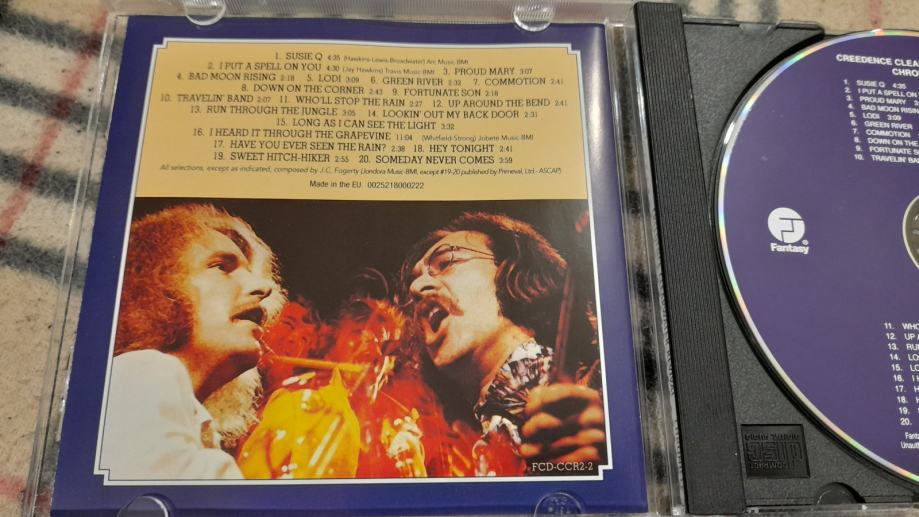 1. SUSIE Q 4:35 (Hawkins-Lewis-Broadwater) Arc Music-BMI
2. I PUT A SPELL ON YOU 4:30 (Jay Hawkins) Travis Music-BMI 3. PROUD MARY 3:07
4. BAD MOON RISING 2:18 5. LODI 3:09 6. GREEN RIVER 2:32 7. COMMOTION 2:41
8. DOWN ON THE CORNER 2:43 9. FORTUNATE SON 2:18
10. TRAVELIN' BAND 2:07 11. WHO'LL STOP THE RAIN 2:27 12. UP AROUND THE BEND 2:41
13. RUN THROUGH THE JUNGLE 3:05 14. LOOKIN' OUT MY BACK DOOR 2:31
15. LONG AS I CAN SEE THE LIGHT 3:32
16. I HEARD IT THROUGH THE GRAPEVINE 11:04 (Whitfield-Strong) Jobete Music-BMI
17. HAVE YOU EVER SEEN THE RAIN? 2:38 18. HEY TONIGHT 2:41
19. SWEET HITCH-HIKER 2:55 20. SOMEDAY NEVER COMES 3:59
All selections, except as indicated, composed by J.C. Fogerty (Jondora Music-BMI, except #19-20 published by Primeval, Ltd.-ASCAP)
Made in the EU 0025218000222
FCD-CCR2-2
CREEDENCE CLEA
CHRO
1. SUSIE Q 4:35
2. I PUT A SPELL ON
3. PROUD MARY
4. BAD MOON RISING
5. LODI 3:09
6. GREEN RIVER
7. COMMOTION
8. DOWN ON THE
9. FORTUNATE S
10. TRAVELIN' BAN
Fantasy®
11. WHO
12. UP A
13. RU
14. LO
15. LO
16. I H
17. H
18. H
19.
20.
Fanta
Unauth
COMPACT
disc
DIGITAL AUDIO